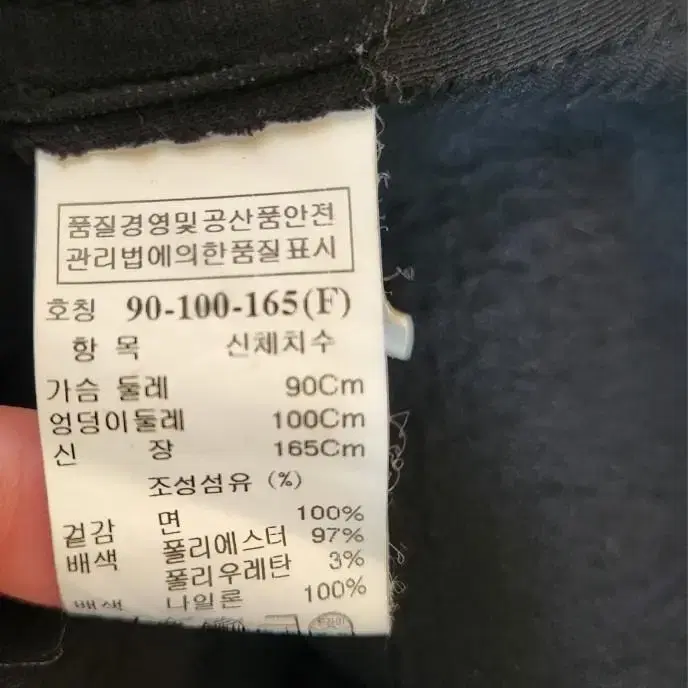 품질경영및공산품안전
관리법에의한품질표시
호칭 90-100-165(F)
항 목 신체치수
가슴 둘레 90Cm
엉덩이둘레 100Cm
신 장 165Cm
조성섬유 (%)
겉감 면 100%
배색 폴리에스터 97%
폴리우레탄 3%
배색 나일론 100%